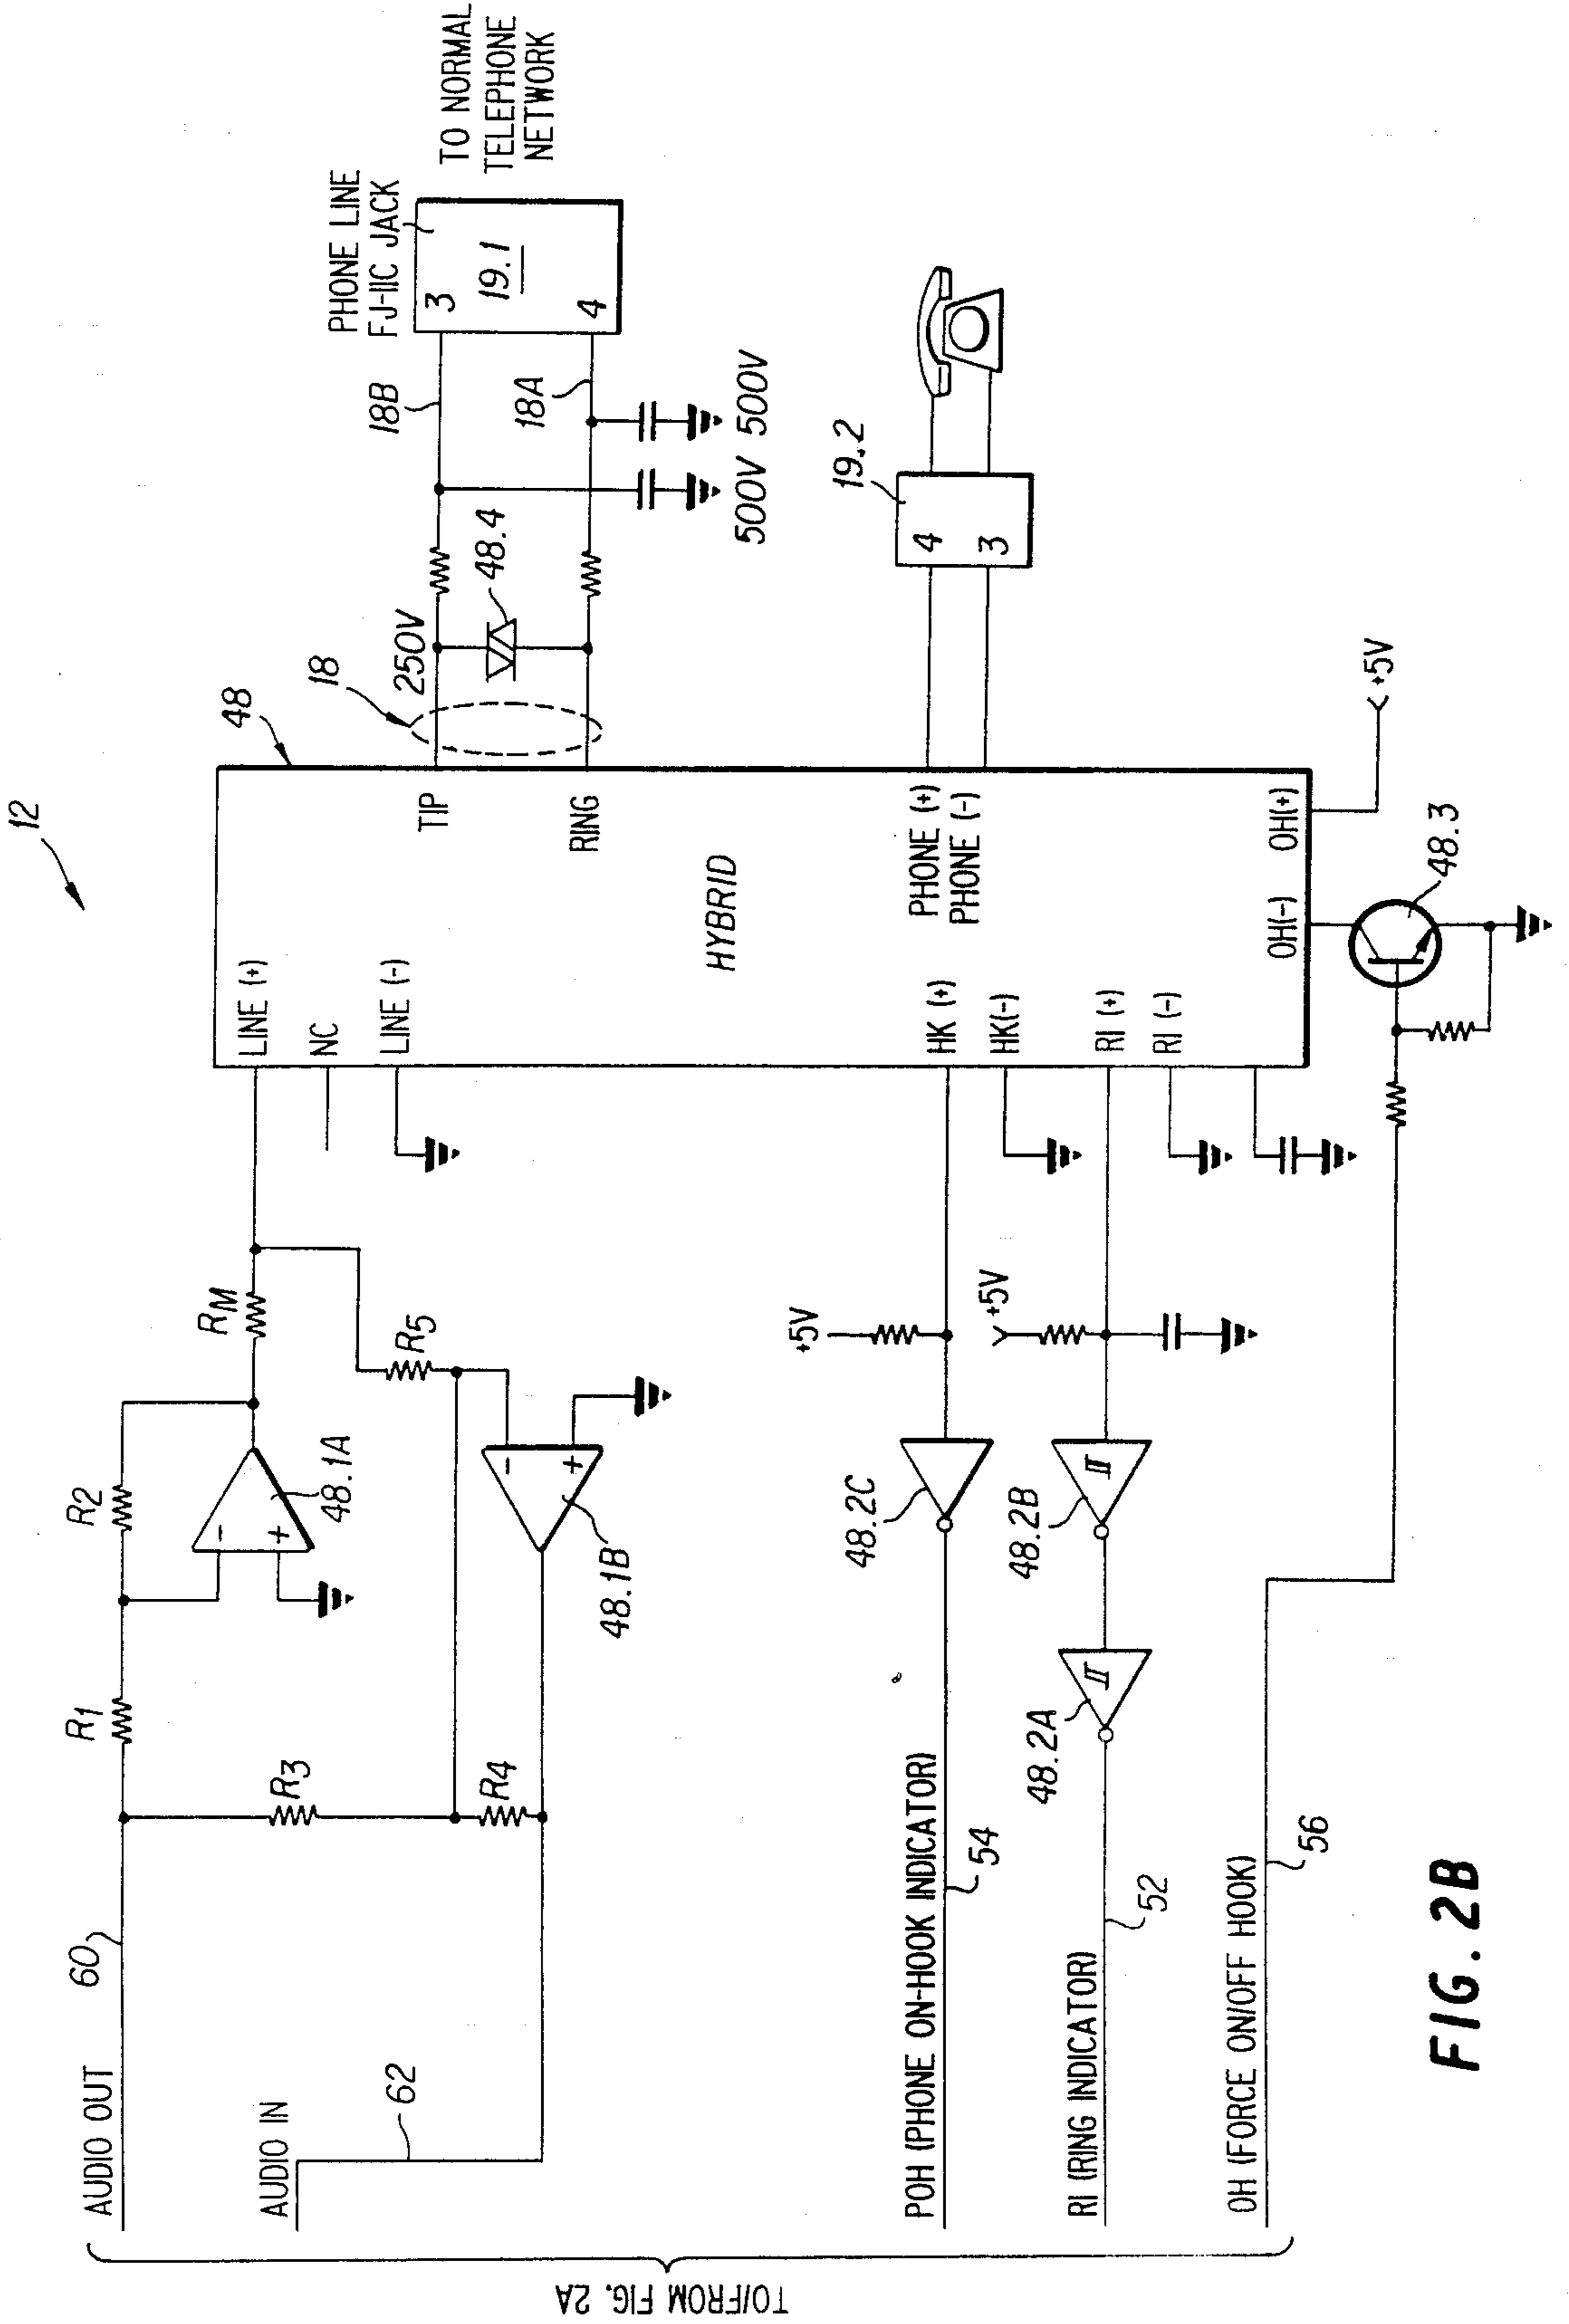 12
AUDIO OUT
60
R1
R2
RM
48.1A
-
+
R3
R4
R5
-
+
48.1B
AUDIO IN
62
LINE (+)
NC
LINE (-)
48
HYBRID
TIP
RING
18
250V
48.4
18B
18A
500V 500V
PHONE LINE
FJ-11C JACK
3
19.1
4
TO NORMAL
TELEPHONE
NETWORK
PHONE (+)
PHONE (-)
4
3
19.2
HK (+)
HK(-)
RI (+)
RI (-)
OH(-)
OH(+)
+5V
48.3
+5V
+5V
48.2C
48.2B
48.2A
POH (PHONE ON-HOOK INDICATOR)
54
RI (RING INDICATOR)
52
OH (FORCE ON/OFF HOOK)
56
TO/FROM FIG. 2A
FIG. 2B